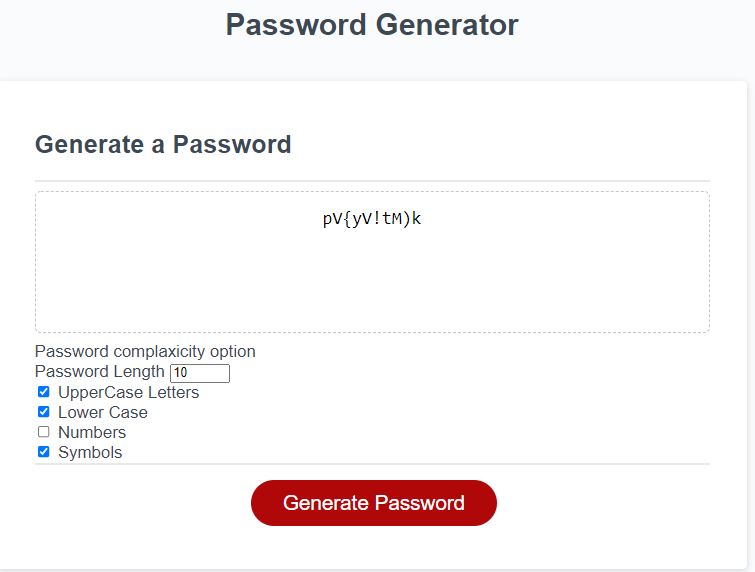 Password Generator
Generate a Password
pV{yV!tM)k
Password complaxicity option
Password Length 10
UpperCase Letters
Lower Case
Numbers
Symbols
Generate Password